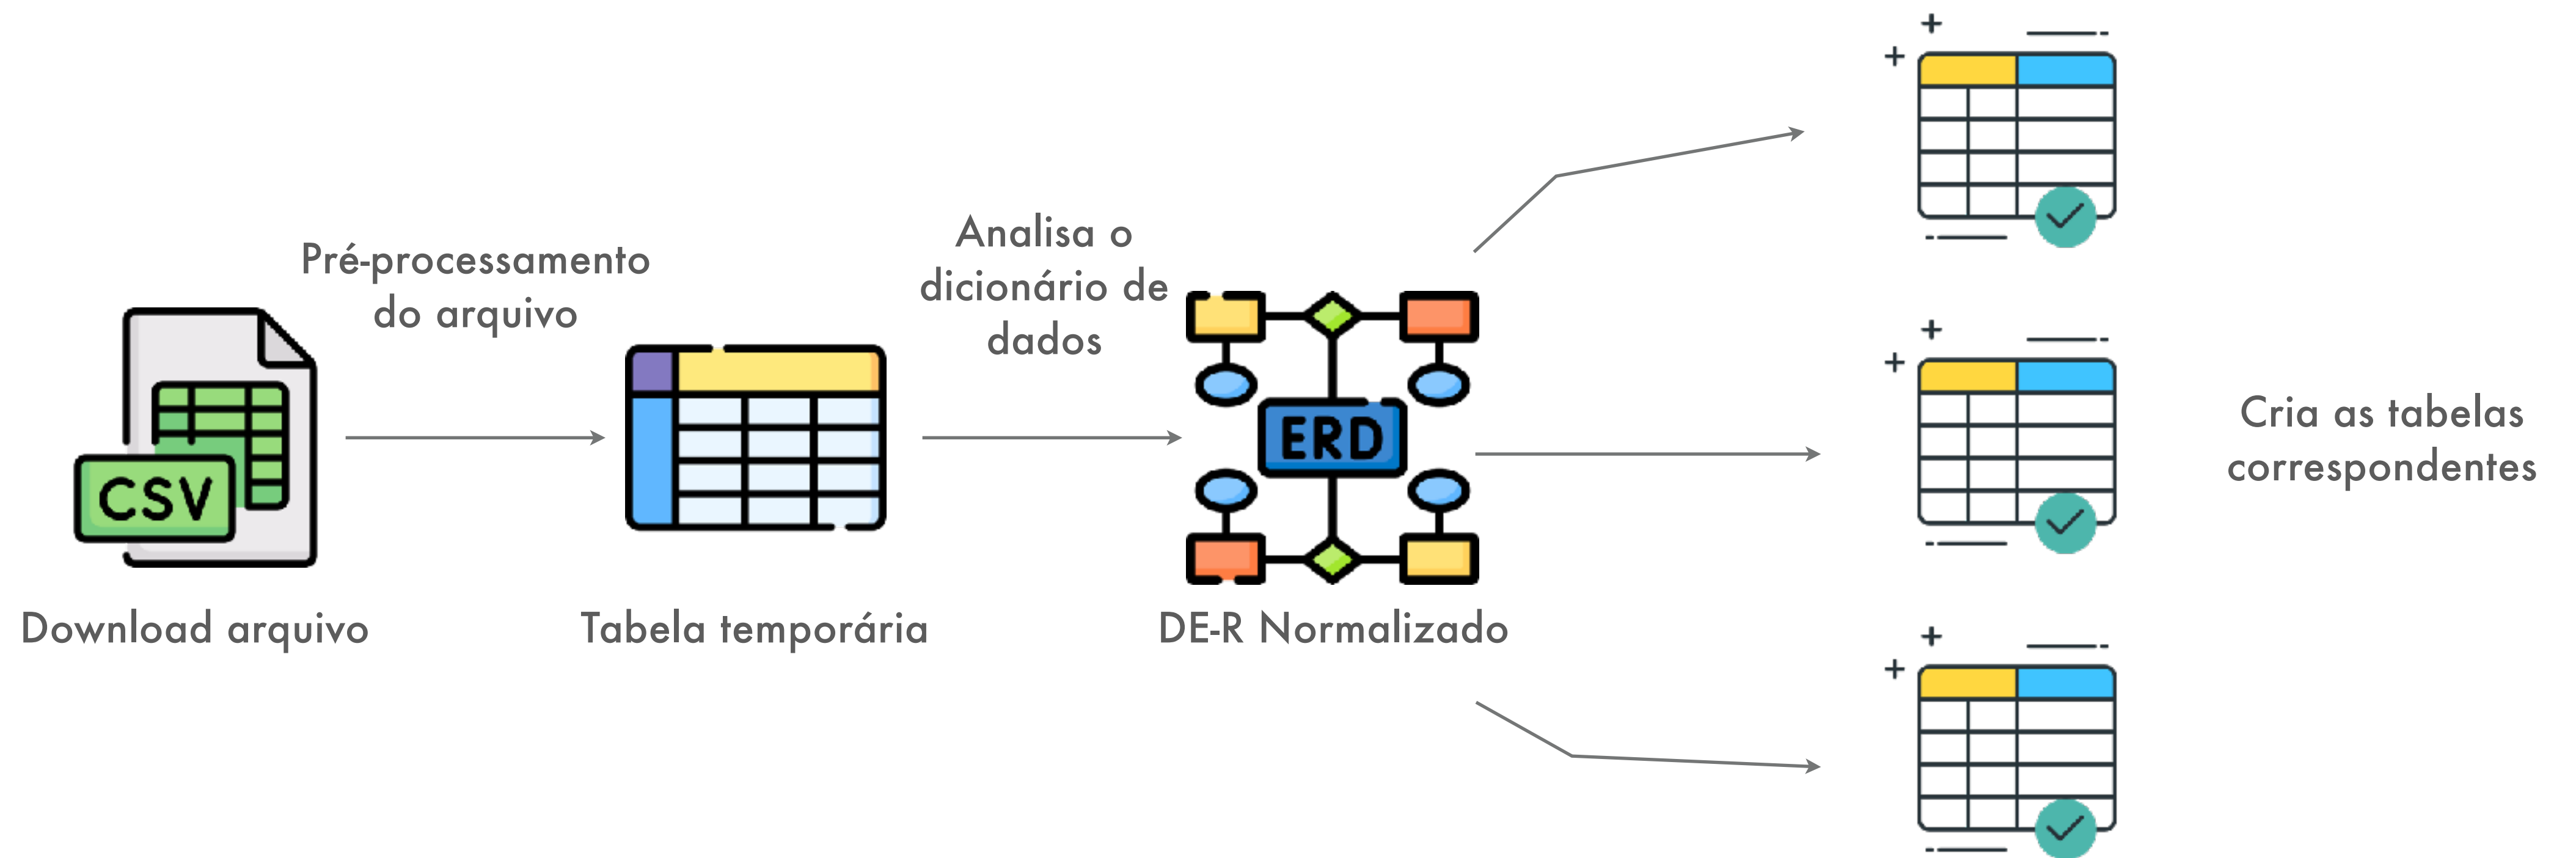 Pré-processamento
do arquivo
Analisa o
dicionário de
dados
CSV
ERD
Cria as tabelas
correspondentes
Download arquivo
Tabela temporária
DE-R Normalizado